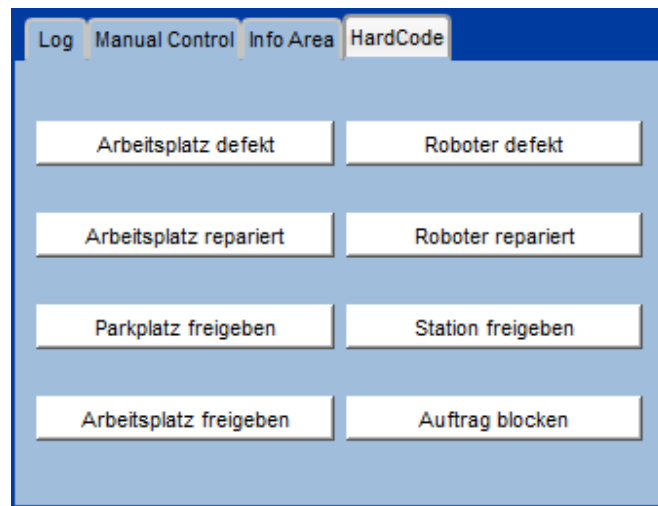 Log Manual Control Info Area HardCode
Arbeitsplatz defekt Roboter defekt
Arbeitsplatz repariert Roboter repariert
Parkplatz freigeben Station freigeben
Arbeitsplatz freigeben Auftrag blocken